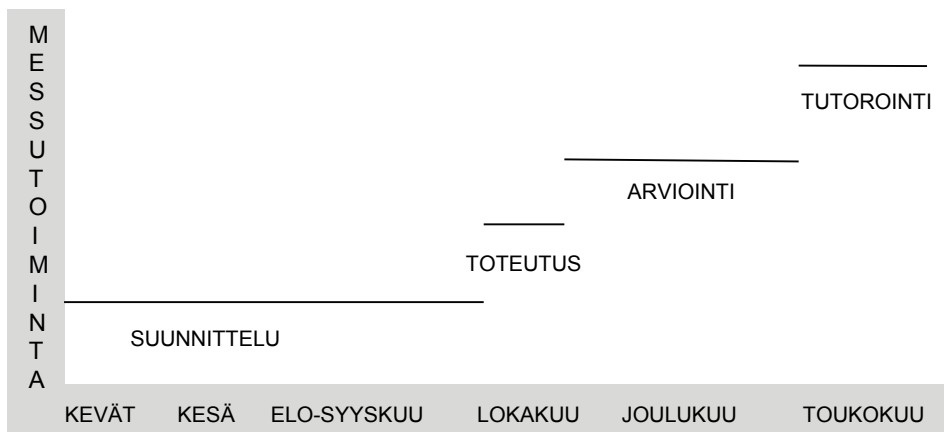 MESSUTOIMINTA
TUTOROINTI
ARVIOINTI
TOTEUTUS
SUUNNITTELU
KEVÄT KESÄ ELO-SYYSKUU LOKAKUU JOULUKUU TOUKOKUU